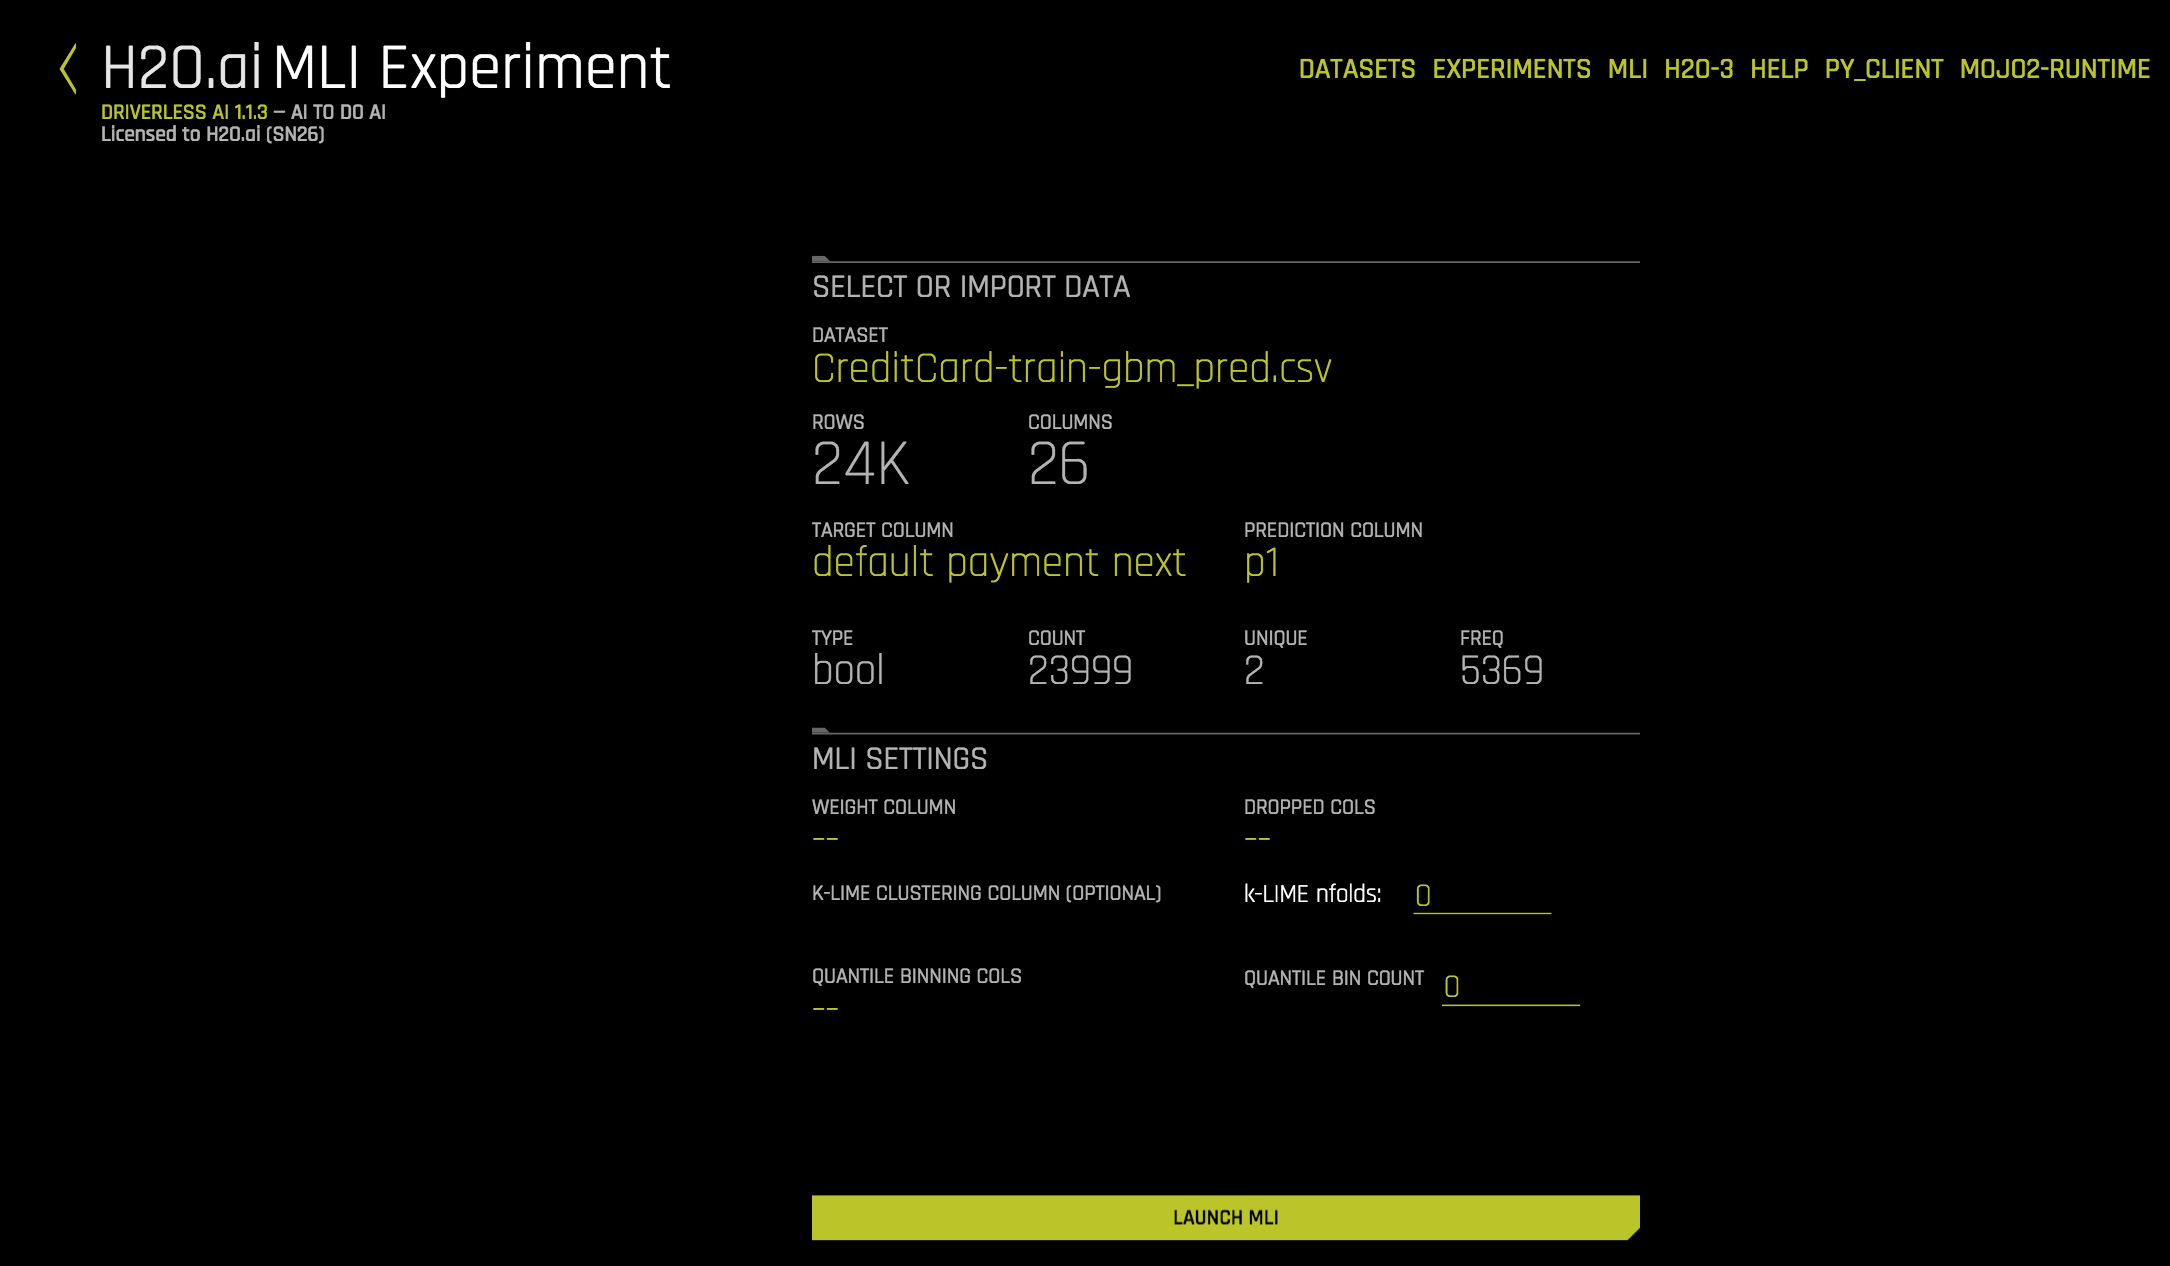 H2O.ai MLI Experiment
DRIVERLESS AI 1.1.3 – AI TO DO AI
Licensed to H2O.ai (SN26)
DATASETS EXPERIMENTS MLI H2O-3 HELP PY_CLIENT MOJO2-RUNTIME
SELECT OR IMPORT DATA
DATASET
CreditCard-train-gbm_pred.csv
ROWS COLUMNS
24K 26
TARGET COLUMN PREDICTION COLUMN
default payment next p1
TYPE COUNT UNIQUE FREQ
bool 23999 2 5369
MLI SETTINGS
WEIGHT COLUMN DROPPED COLS
-- --
K-LIME CLUSTERING COLUMN (OPTIONAL) k-LIME nfolds: 0
QUANTILE BINNING COLS QUANTILE BIN COUNT 0
--
LAUNCH MLI